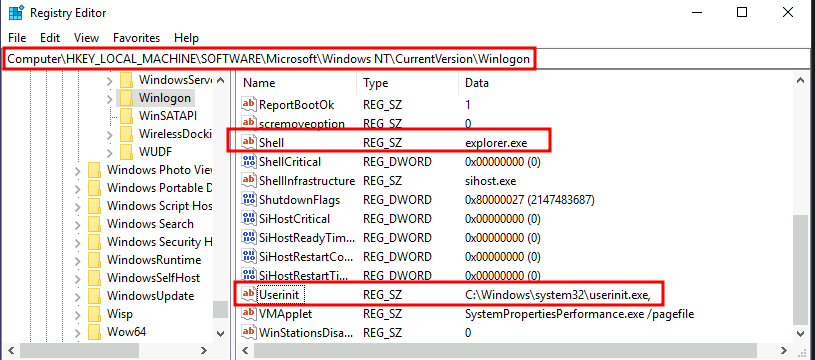 Registry Editor
File Edit View Favorites Help
Computer\HKEY_LOCAL_MACHINE\SOFTWARE\Microsoft\Windows NT\CurrentVersion\Winlogon
WindowsServe
Winlogon
WinSATAPI
WirelessDocki
WUDF
Windows Photo View
Windows Portable D
Windows Script Hos
Windows Search
Windows Security H
WindowsRuntime
WindowsSelfHost
WindowsUpdate
Wisp
Wow64
Name Type Data
ReportBootOk REG_SZ 1
scremoveoption REG_SZ 0
Shell REG_SZ explorer.exe
ShellCritical REG_DWORD 0x00000000 (0)
ShellInfrastructure REG_SZ sihost.exe
ShutdownFlags REG_DWORD 0x80000027 (2147483687)
SiHostCritical REG_DWORD 0x00000000 (0)
SiHostReadyTim... REG_DWORD 0x00000000 (0)
SiHostRestartCo... REG_DWORD 0x00000000 (0)
SiHostRestartTi... REG_DWORD 0x00000000 (0)
Userinit REG_SZ C:\Windows\system32\userinit.exe,
VMApplet REG_SZ SystemPropertiesPerformance.exe /pagefile
WinStationsDisa... REG_SZ 0